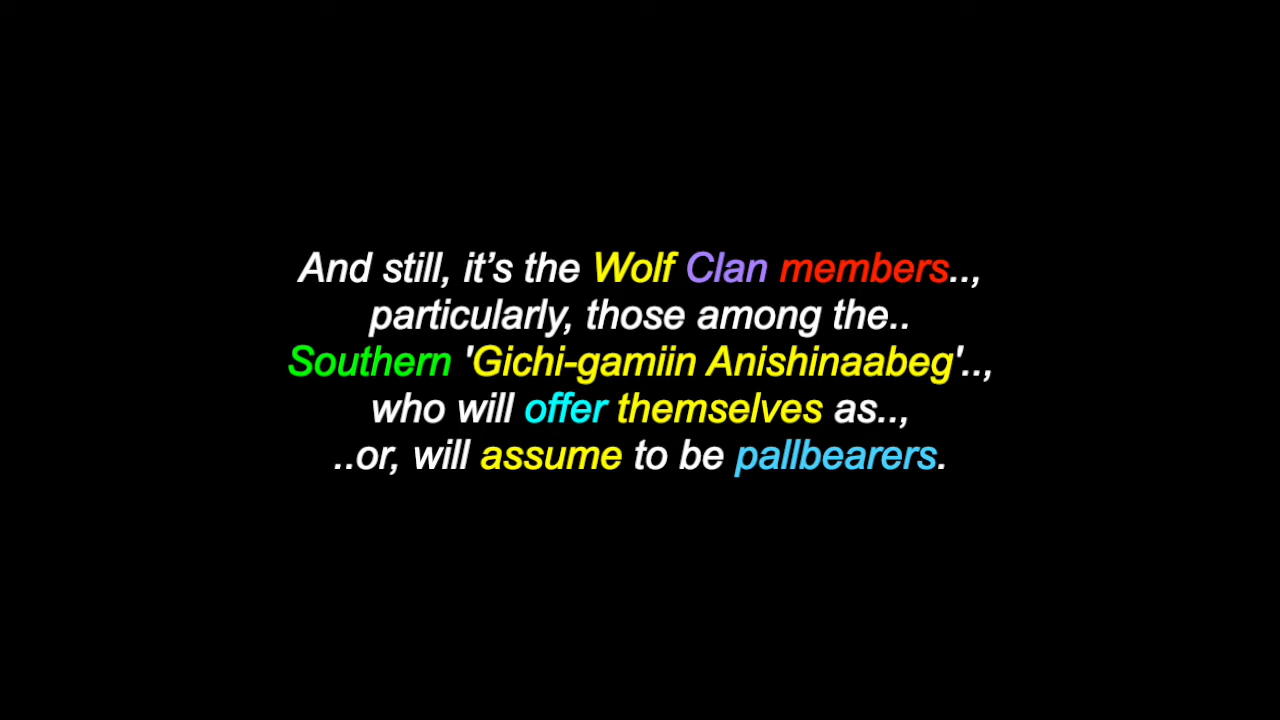 And still, it’s the Wolf Clan members..,
particularly, those among the..
Southern 'Gichi-gamiin Anishinaabeg'..,
who will offer themselves as..,
..or, will assume to be pallbearers.